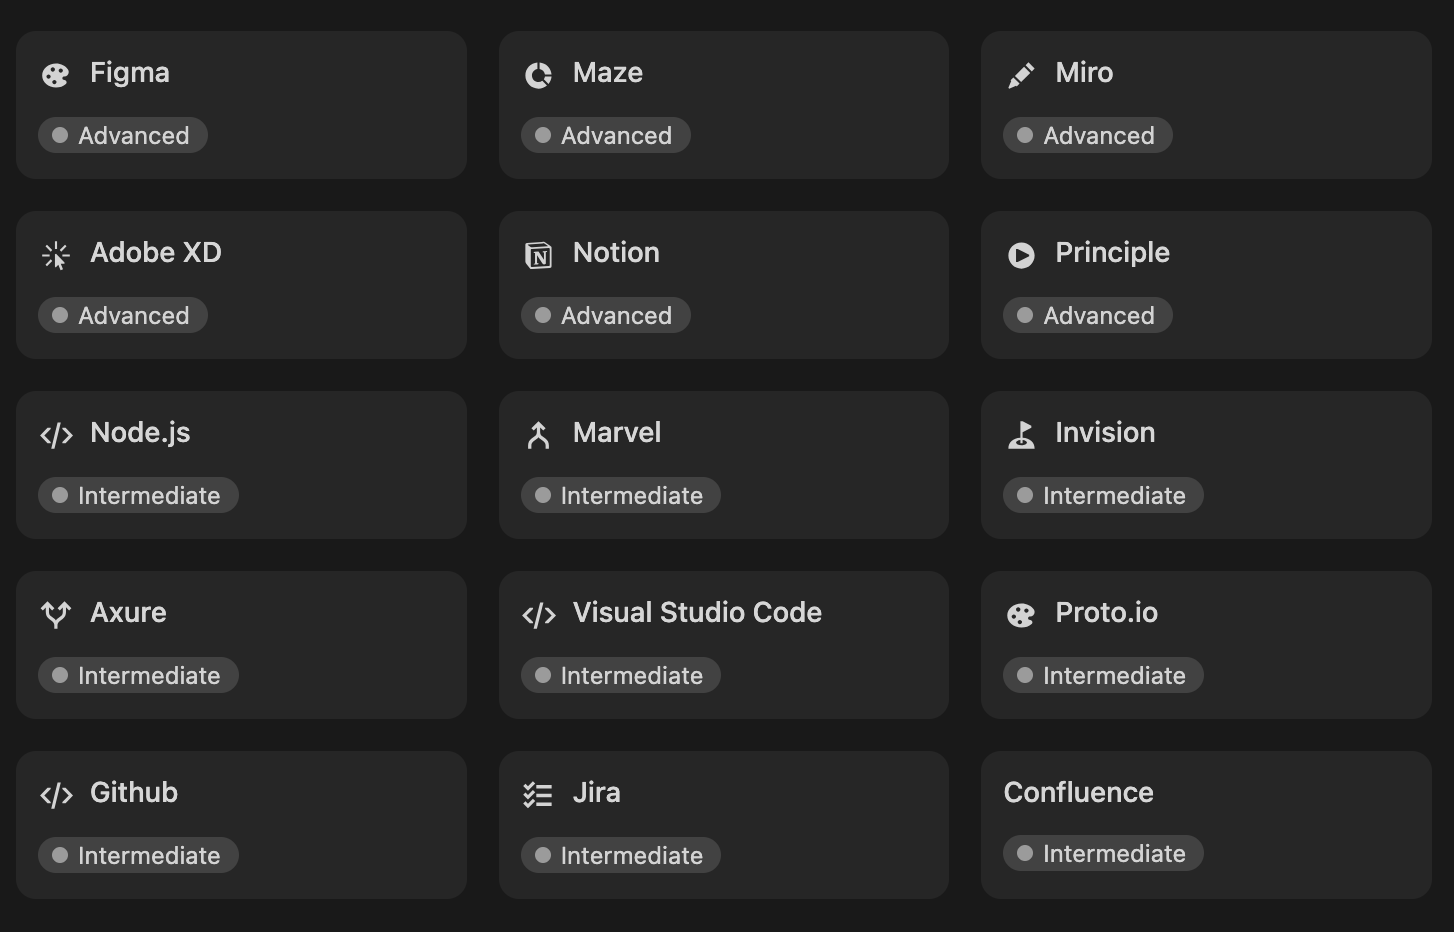 Figma
Advanced
Maze
Advanced
Miro
Advanced
Adobe XD
Advanced
Notion
Advanced
Principle
Advanced
Node.js
Intermediate
Marvel
Intermediate
Invision
Intermediate
Axure
Intermediate
Visual Studio Code
Intermediate
Proto.io
Intermediate
Github
Intermediate
Jira
Intermediate
Confluence
Intermediate